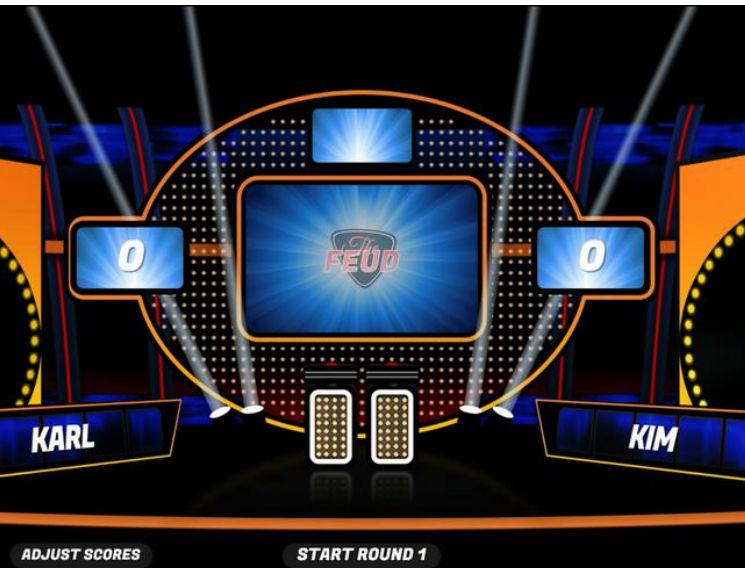 The
FEUD
0
0
KARL
KIM
ADJUST SCORES
START ROUND 1